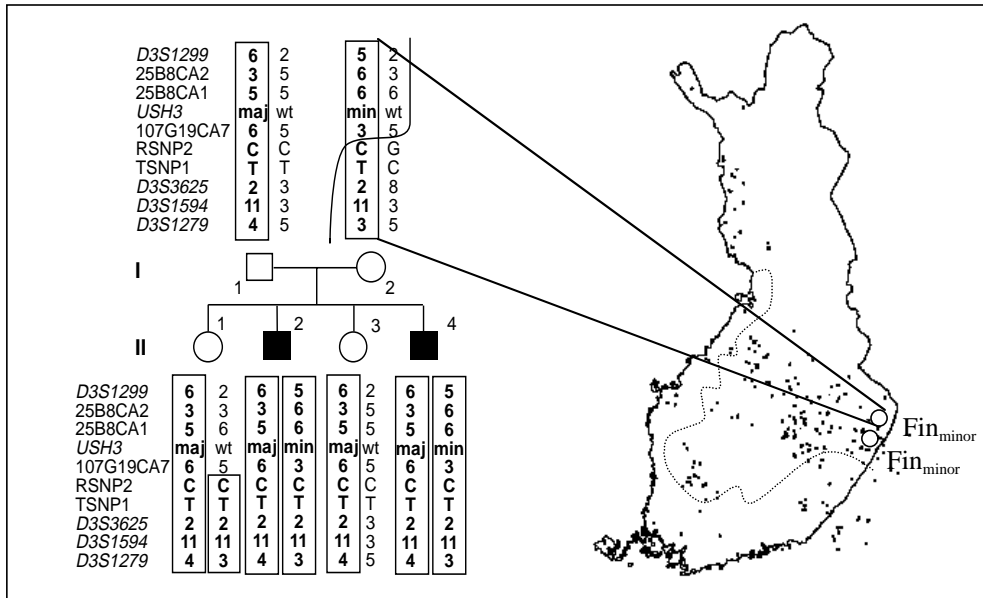 D3S1299 6 2 5 2
25B8CA2 3 5 6 3
25B8CA1 5 5 6 6
USH3 maj wt min wt
107G19CA7 6 5 3 5
RSNP2 C C C G
TSNP1 T T T C
D3S3625 2 3 2 8
D3S1594 11 3 11 3
D3S1279 4 5 3 5
I 1 2
1 2 3 4
II
D3S1299 6 2 6 5 6 2 6 5
25B8CA2 3 3 3 6 3 5 3 6
25B8CA1 5 6 5 6 5 5 5 6
USH3 maj wt maj min maj wt maj min
107G19CA7 6 5 6 3 6 5 6 3
RSNP2 C C C C C C C C
TSNP1 T T T T T T T T
D3S3625 2 2 2 2 2 3 2 2
D3S1594 11 11 11 11 11 3 11 11
D3S1279 4 3 4 3 4 5 4 3
Finminor
Finminor